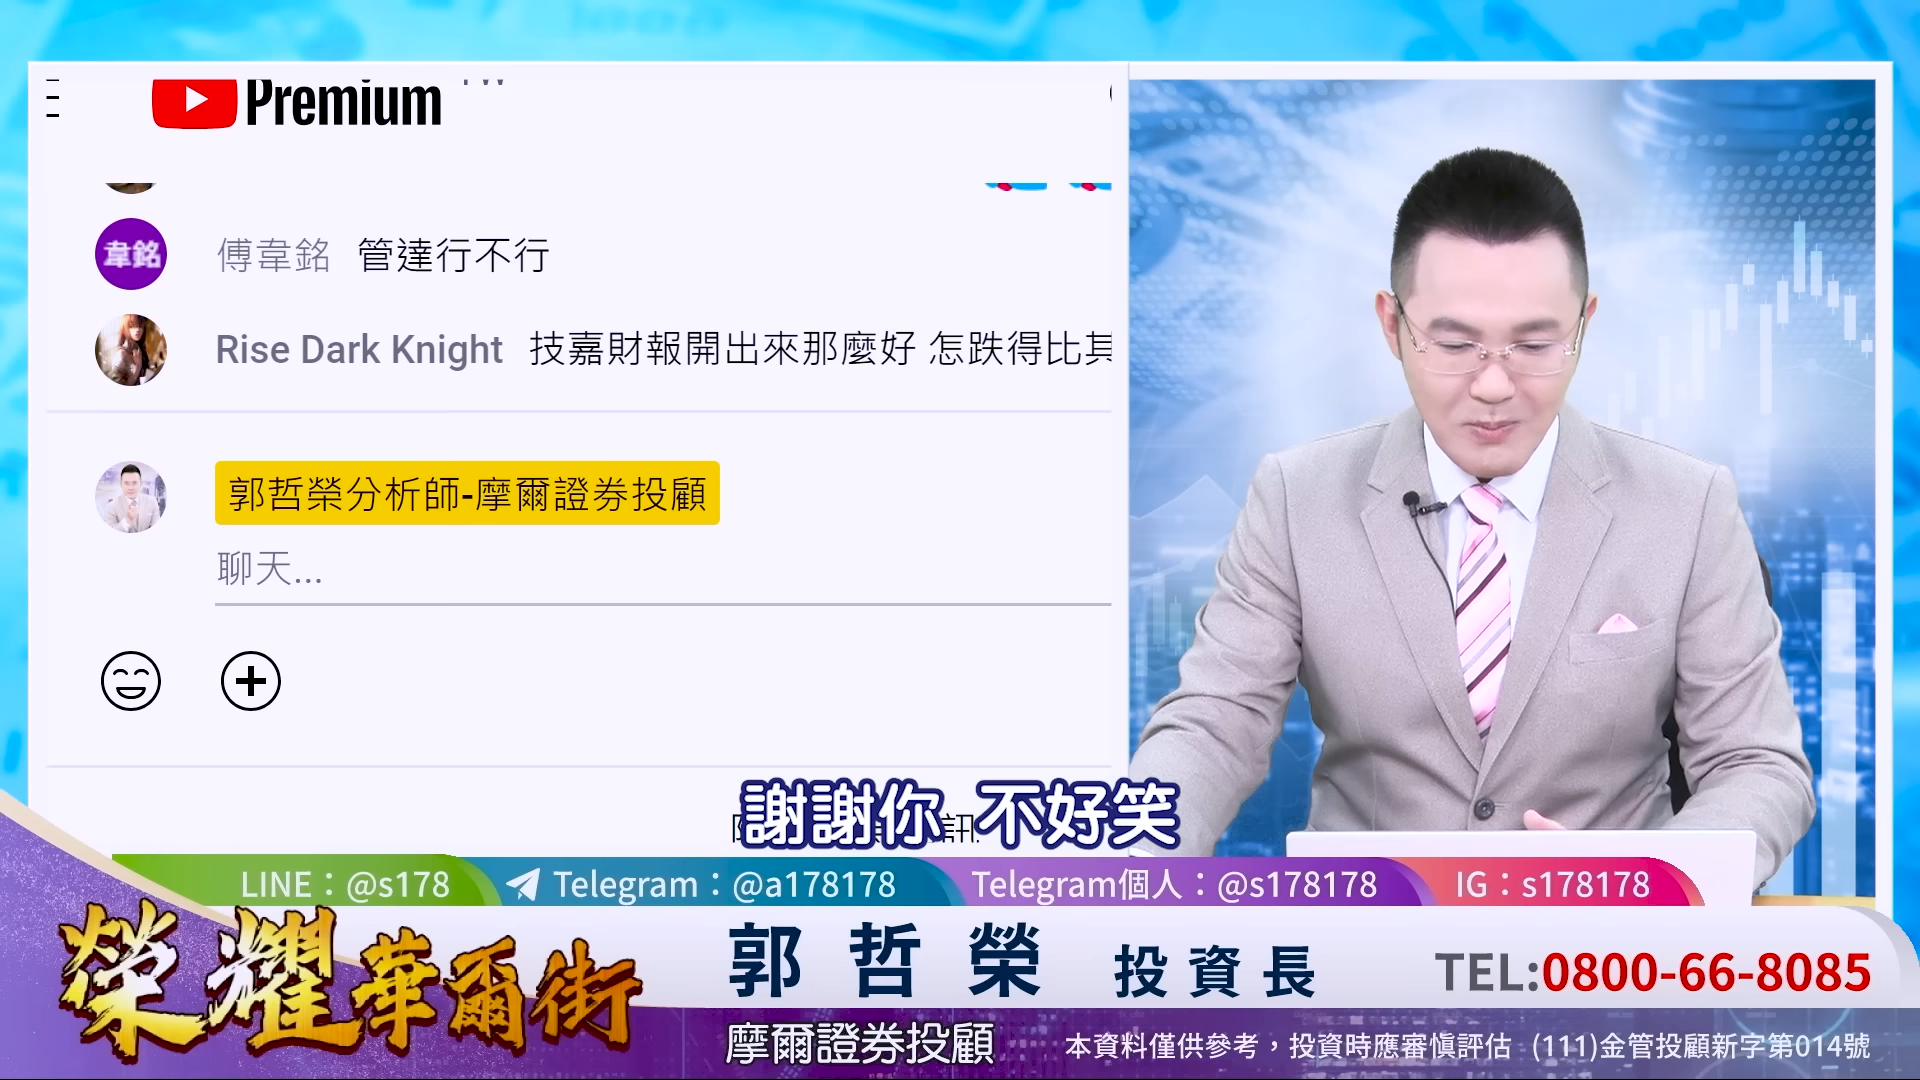 Premium
韋銘
傅韋銘 管達行不行
Rise Dark Knight 技嘉財報開出來那麼好 怎跌得比其
郭哲榮分析師-摩爾證券投顧
聊天...
謝謝你 不好笑
LINE：@s178
Telegram：@a178178
Telegram個人：@s178178
IG：s178178
榮耀華爾街
郭哲榮 投資長
TEL:0800-66-8085
摩爾證券投顧
本資料僅供參考，投資時應審慎評估 (111)金管投顧新字第014號